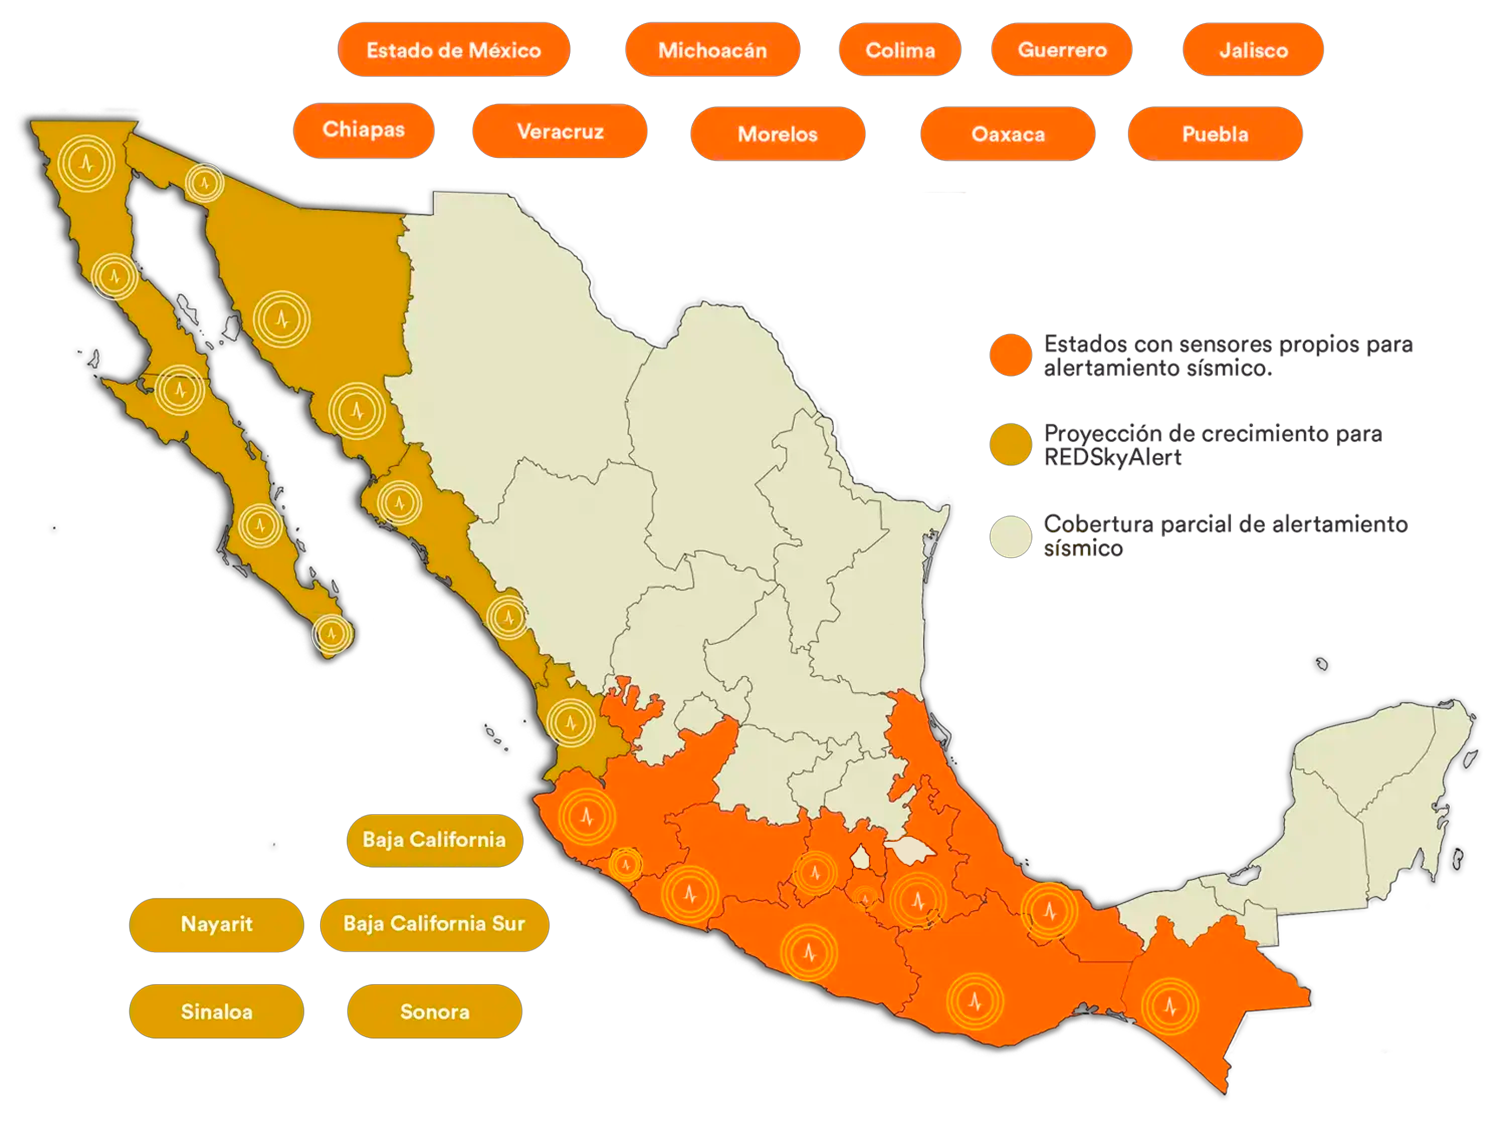 Estado de México
Michoacán
Colima
Guerrero
Jalisco
Chiapas
Veracruz
Morelos
Oaxaca
Puebla
Estados con sensores propios para
alertamiento sísmico.
Proyección de crecimiento para
REDSkyAlert
Cobertura parcial de alertamiento
sísmico
Baja California
Nayarit
Baja California Sur
Sinaloa
Sonora